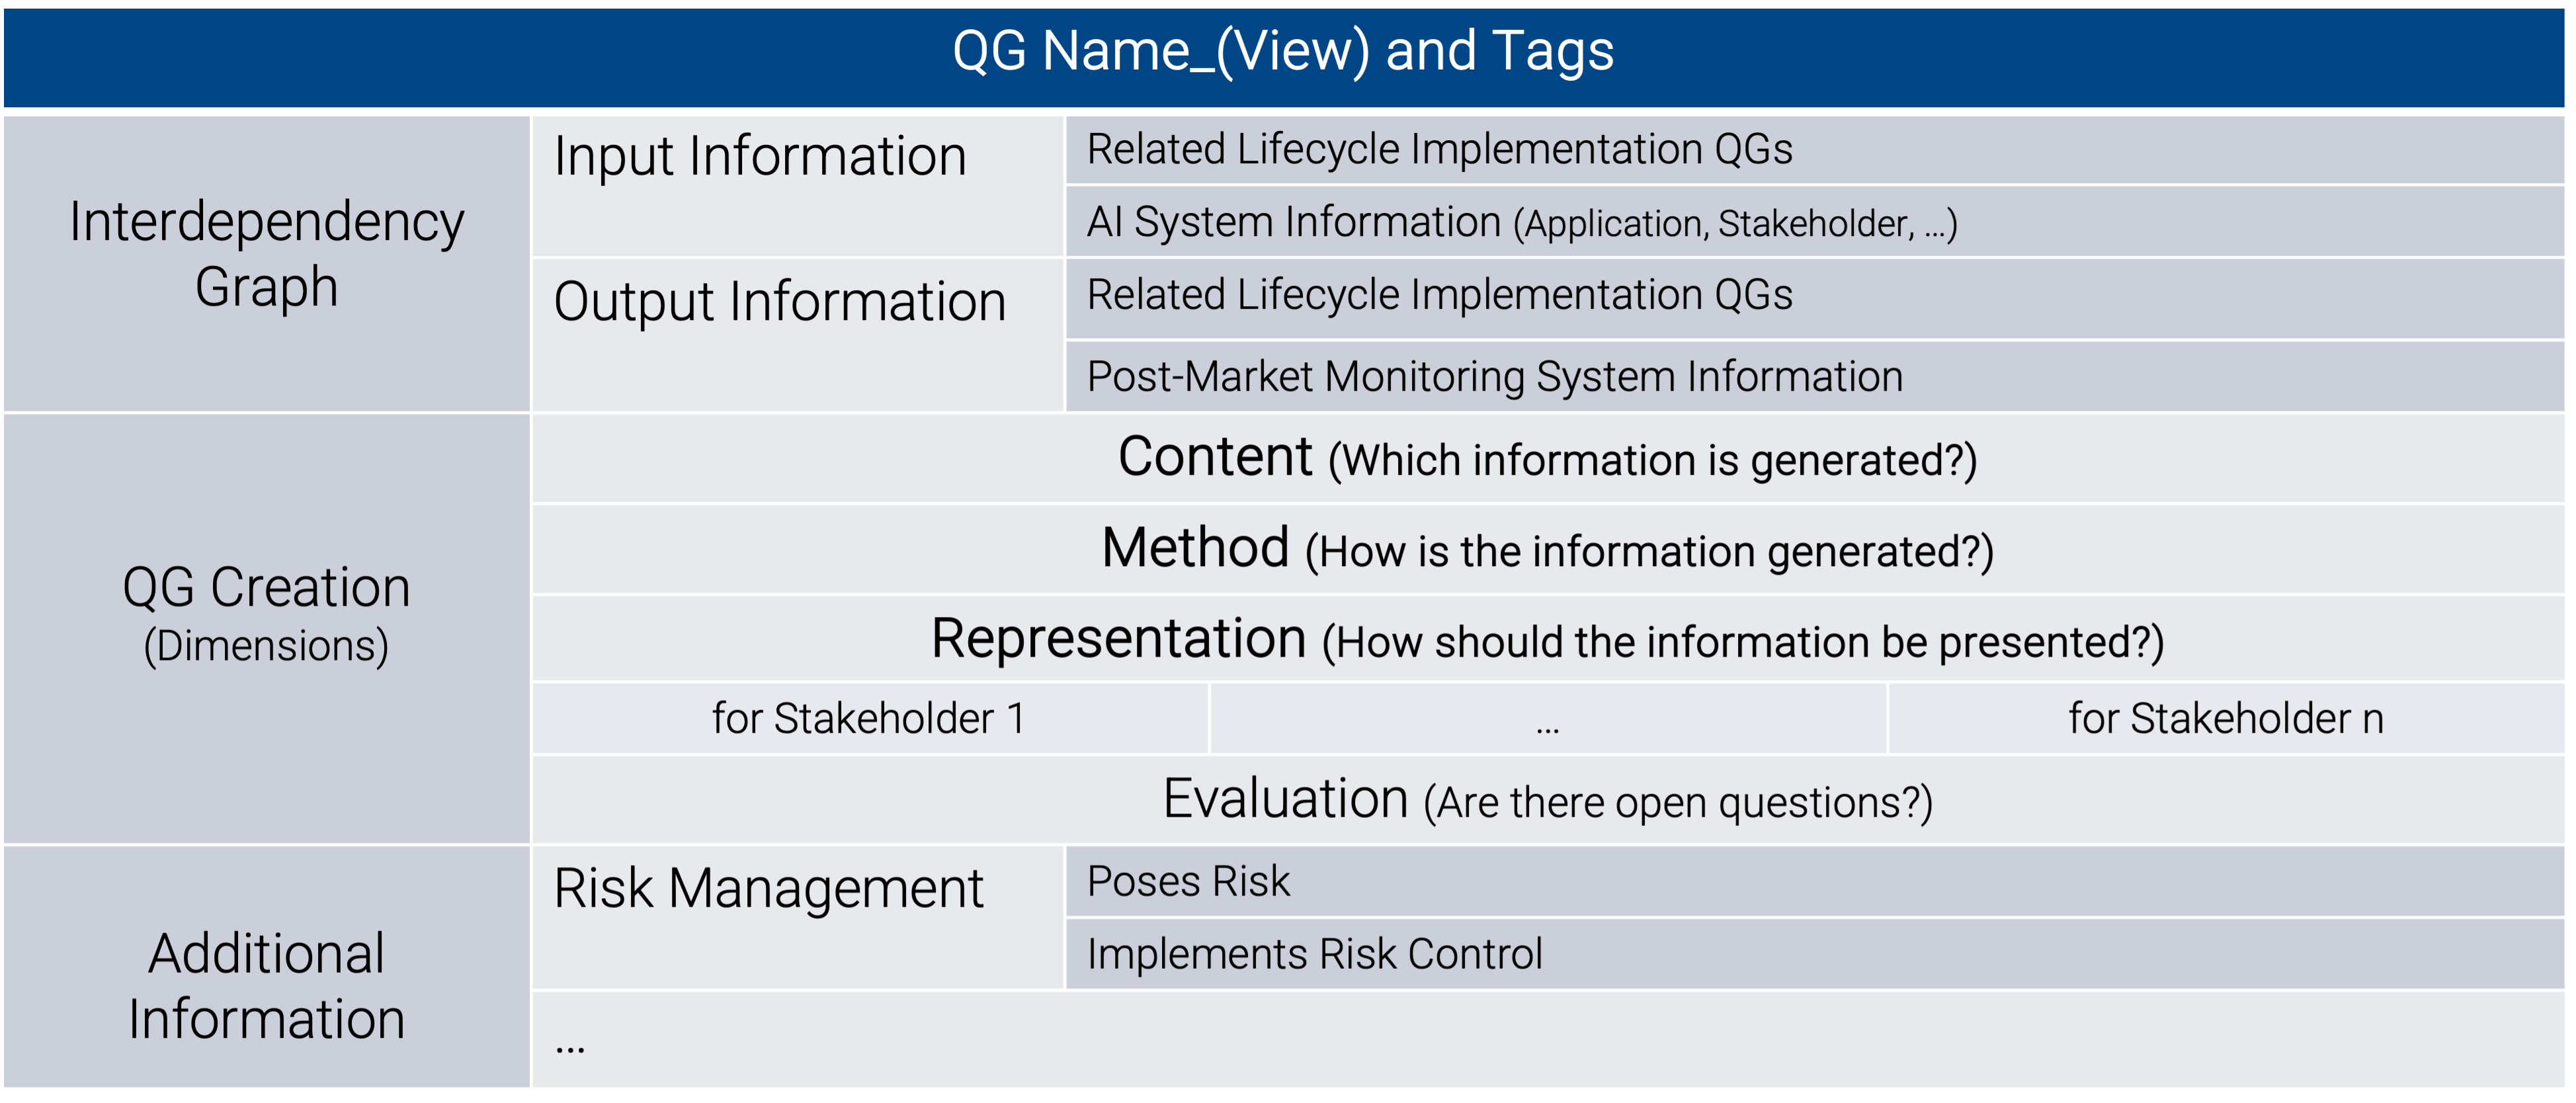 QG Name_(View) and Tags
Interdependency
Graph
Input Information
Related Lifecycle Implementation QGs
AI System Information (Application, Stakeholder, ...)
Output Information
Related Lifecycle Implementation QGs
Post-Market Monitoring System Information
QG Creation
(Dimensions)
Content (Which information is generated?)
Method (How is the information generated?)
Representation (How should the information be presented?)
for Stakeholder 1
...
for Stakeholder n
Evaluation (Are there open questions?)
Additional
Information
Risk Management
Poses Risk
Implements Risk Control
...